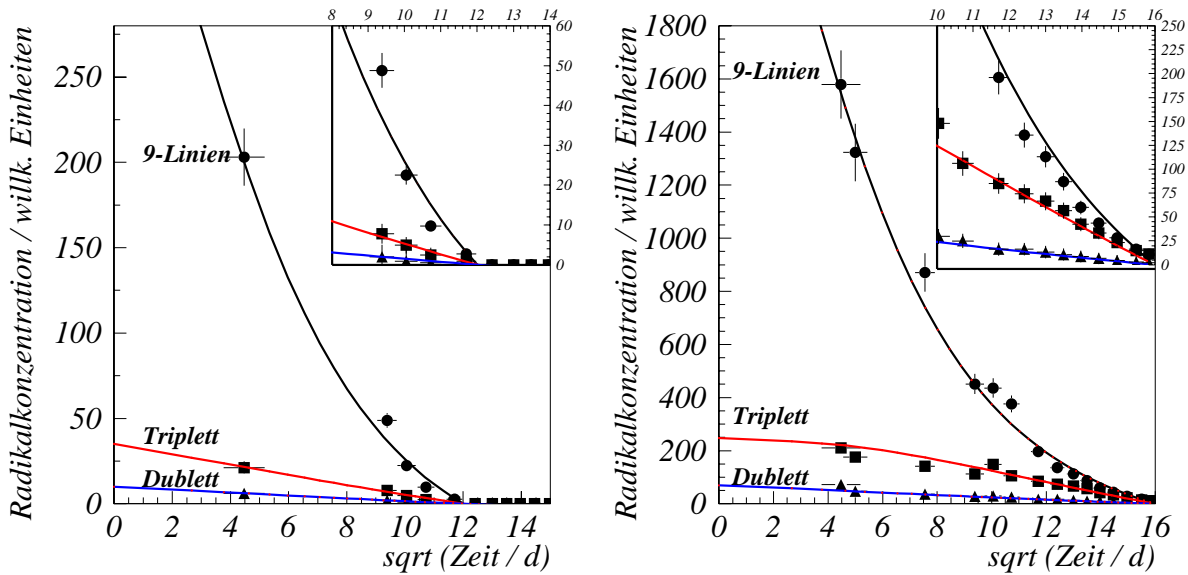 8 9 10 11 12 13 14
60
50
40
30
20
10
0
Radikalkonzentration / willk. Einheiten
250
200
150
100
50
0
9-Linien
Triplett
Dublett
0 2 4 6 8 10 12 14
sqrt (Zeit / d)
10 11 12 13 14 15 16
250
225
200
175
150
125
100
75
50
25
0
Radikalkonzentration / willk. Einheiten
1800
1600
1400
1200
1000
800
600
400
200
0
9-Linien
Triplett
Dublett
0 2 4 6 8 10 12 14 16
sqrt (Zeit / d)